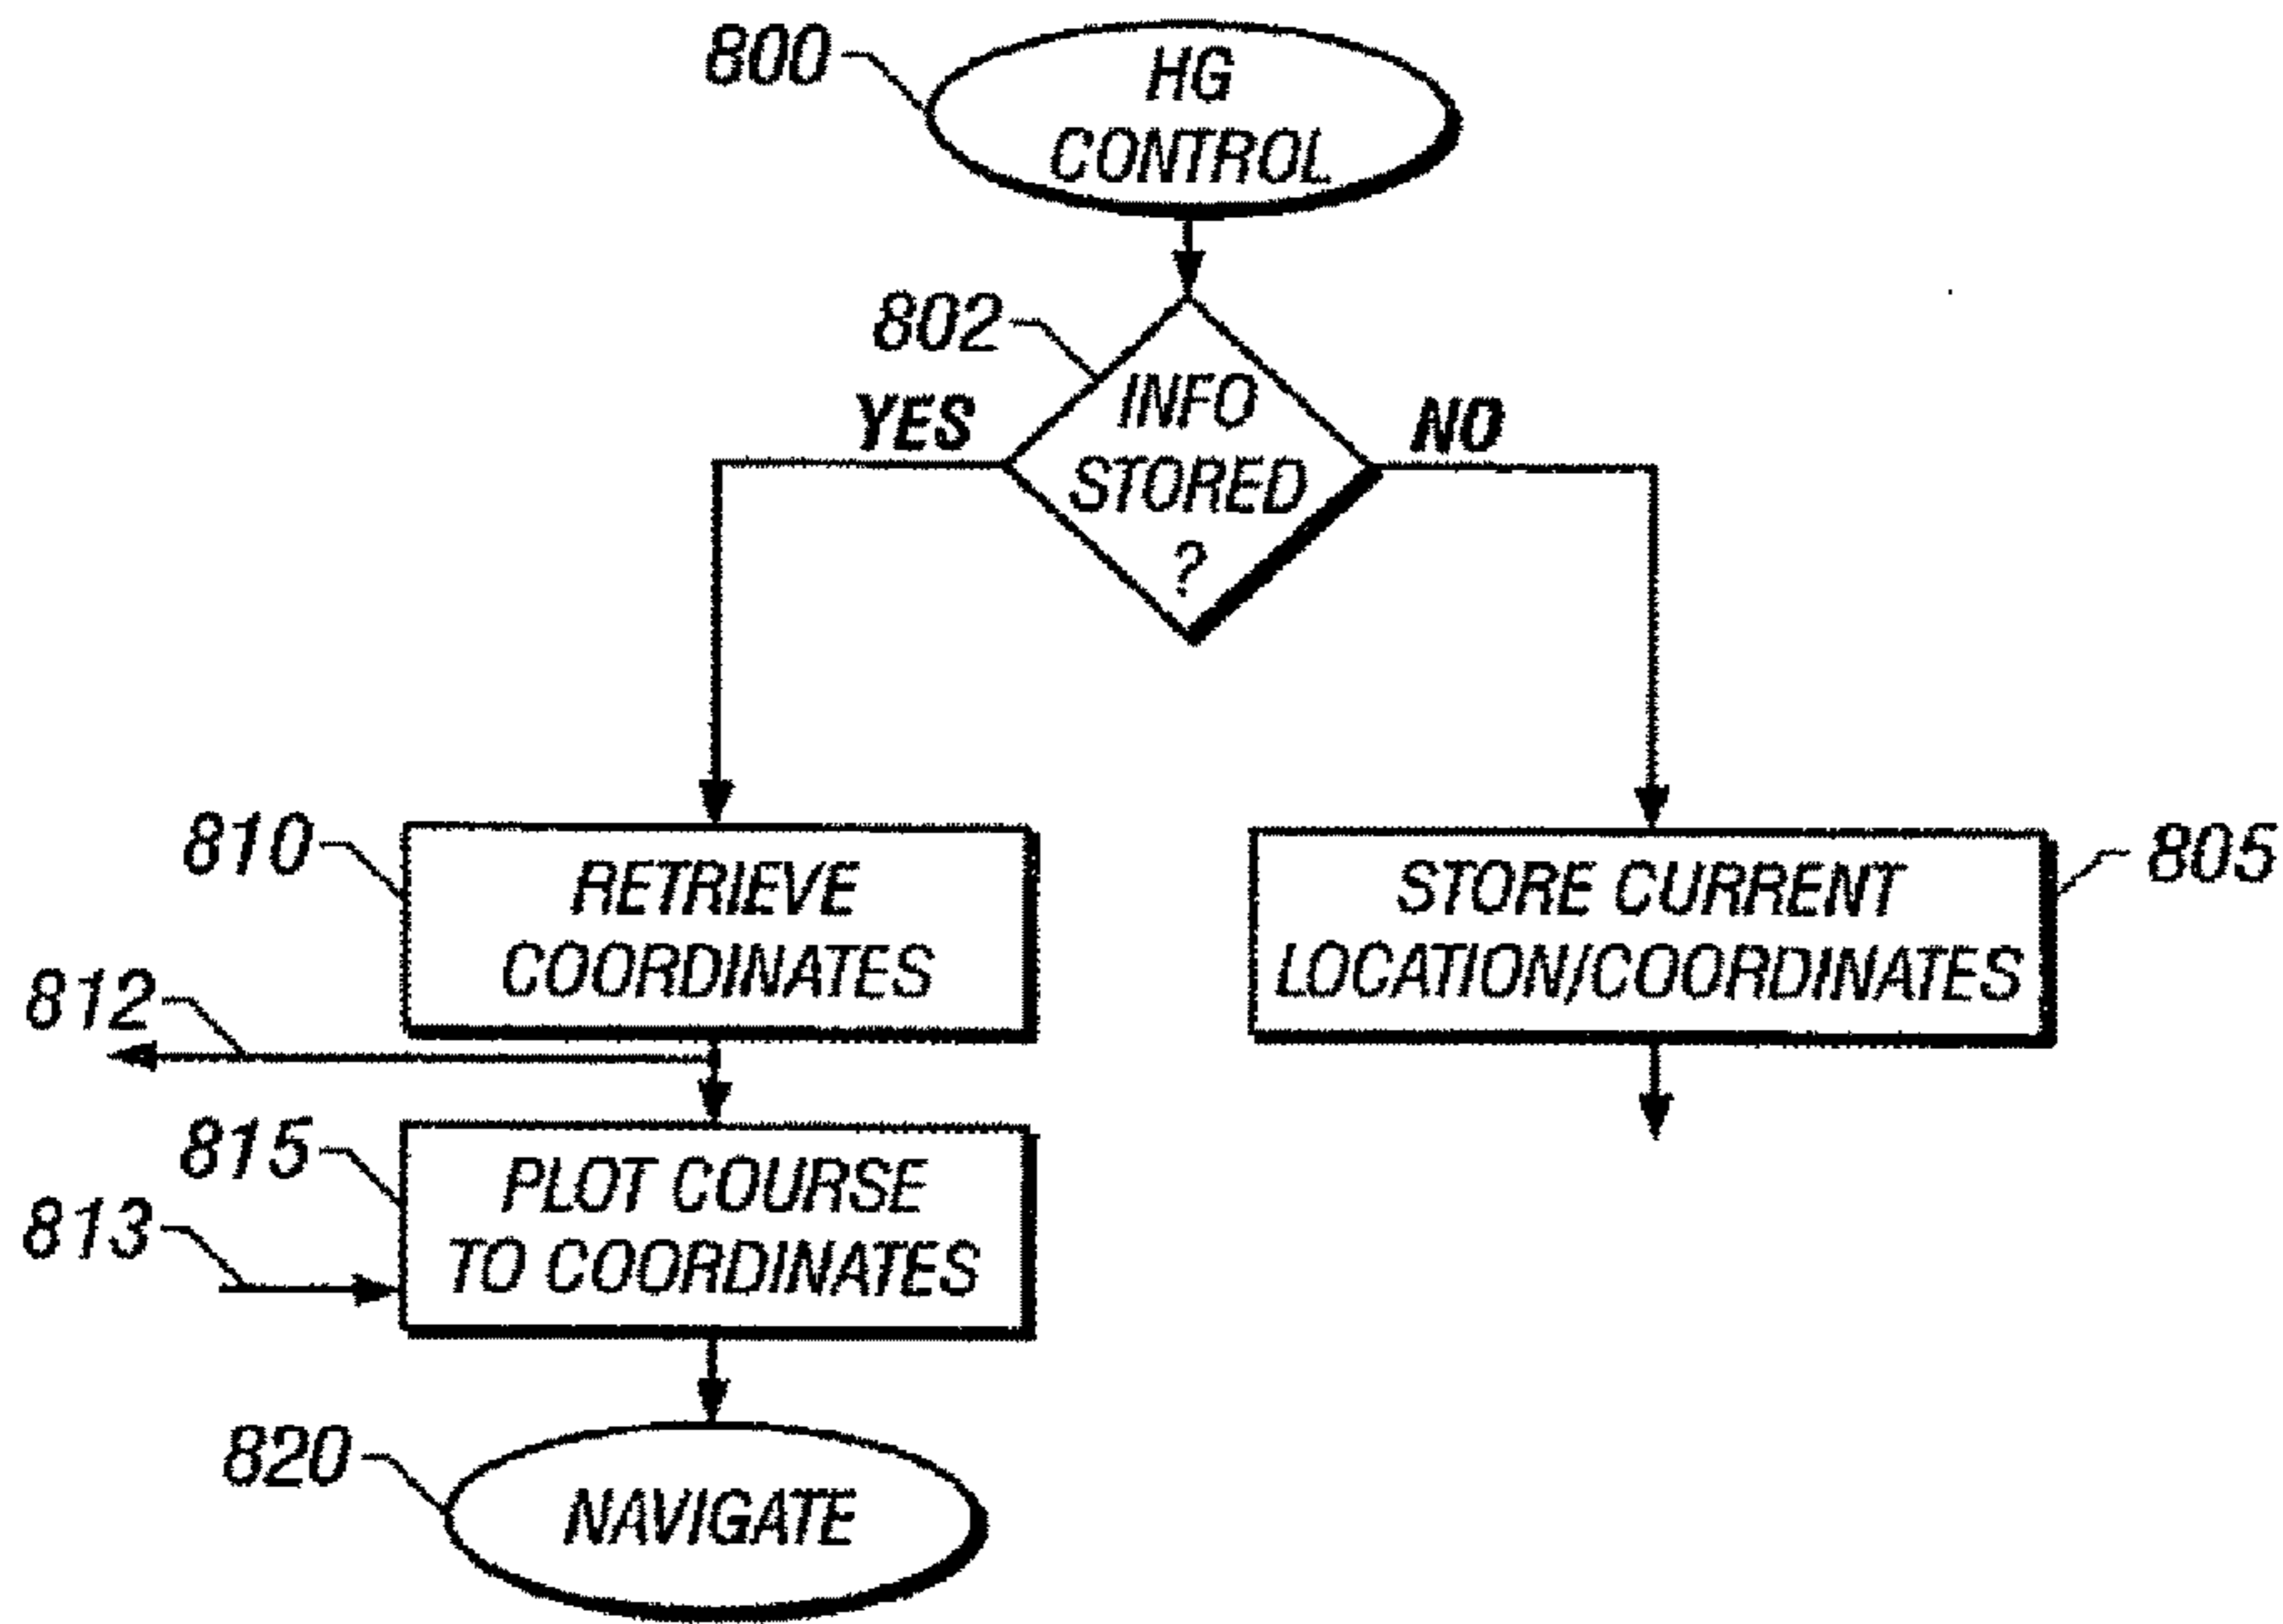 800
HG
CONTROL
802
YES
INFO
STORED
?
NO
810
RETRIEVE
COORDINATES
STORE CURRENT
LOCATION/COORDINATES
805
812
815
PLOT COURSE
TO COORDINATES
813
820
NAVIGATE